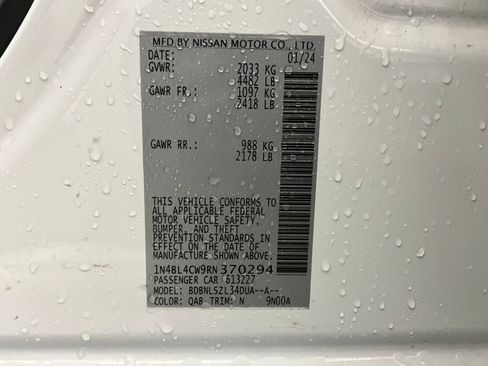 MFD BY NISSAN MOTOR CO., LTD.
DATE: 01/24
GVWR: 2033 KG
4482 LB
GAWR FR: 1097 KG
2418 LB
GAWR RR.: 988 KG
2178 LB
THIS VEHICLE CONFORMS TO
ALL APPLICABLE FEDERAL
MOTOR VEHICLE SAFETY,
BUMPER, AND THEFT
PREVENTION STANDARDS IN
EFFECT ON THE DATE OF
MANUFACTURE SHOWN ABOVE.
1N4BL4CW9RN370294
PASSENGER CAR 613227
MODEL: BDBNLSZL34DUA--A--
COLOR: QAB TRIM: N 9N00A